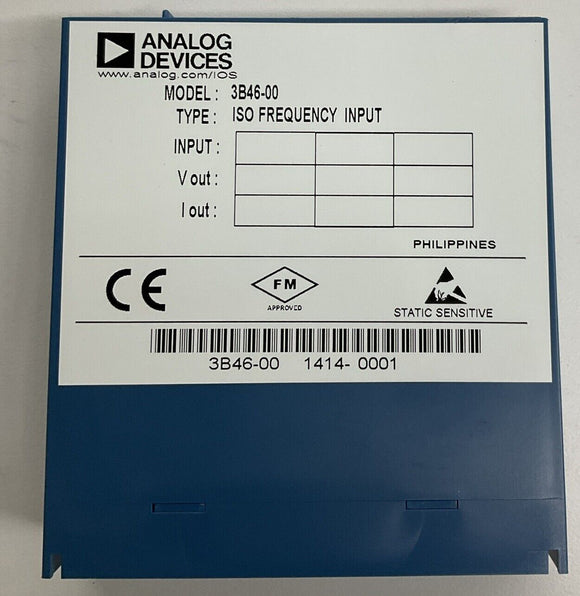 ANALOG
DEVICES
www.analog.com/IOS
MODEL: 3B46-00
TYPE: ISO FREQUENCY INPUT
INPUT:
V out:
I out:
PHILIPPINES
CE
FM
APPROVED
STATIC SENSITIVE
3B46-00 1414- 0001